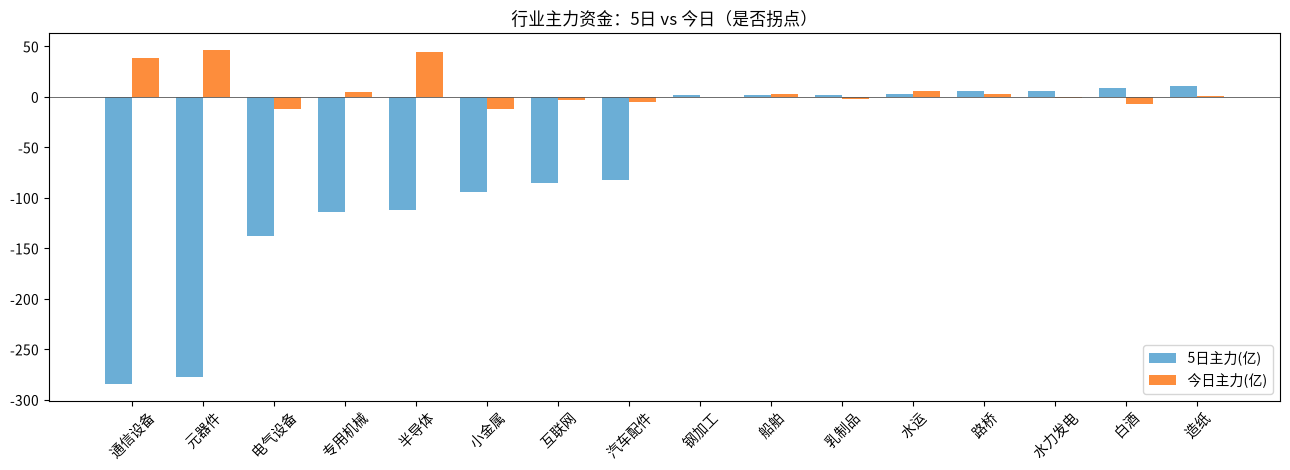 行业主力资金：5日 vs 今日（是否拐点）
50
0
-50
-100
-150
-200
-250
-300
通信设备
元器件
电气设备
专用机械
半导体
小金属
互联网
汽车配件
钢加工
船舶
乳制品
水运
路桥
水力发电
白酒
造纸
5日主力(亿)
今日主力(亿)